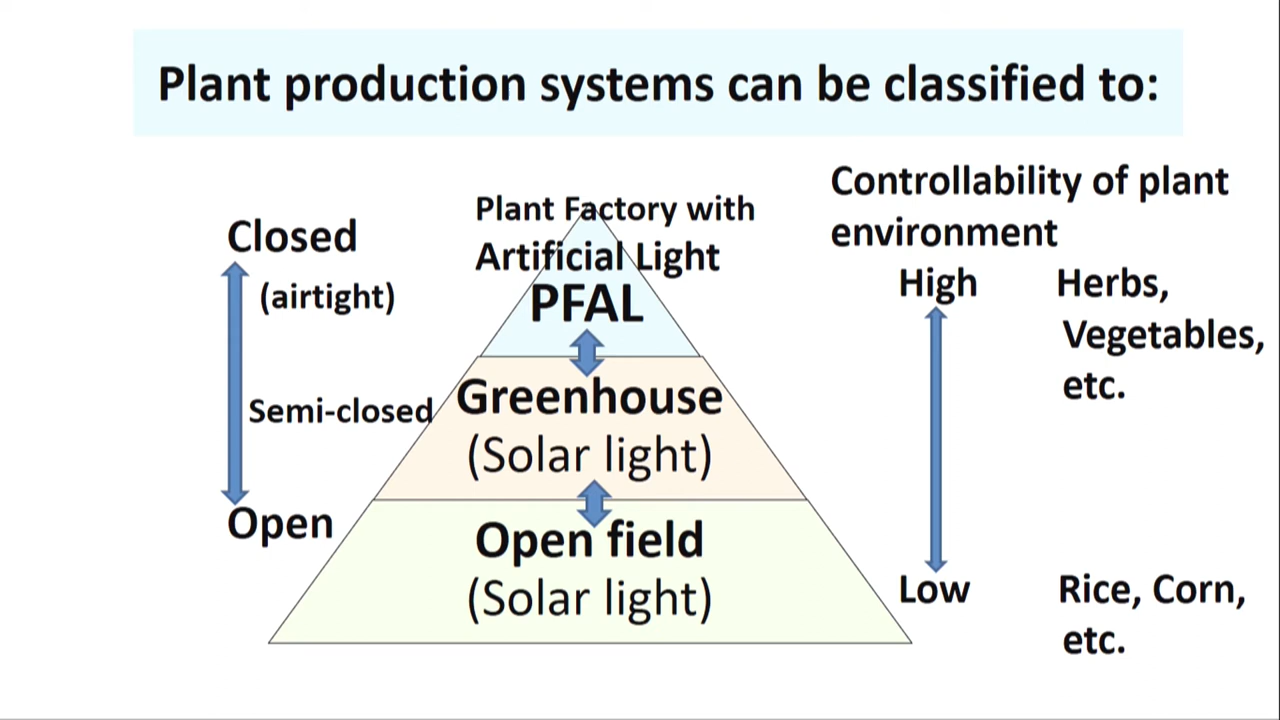 Plant production systems can be classified to:
Closed
(airtight)
Semi-closed
Open
Plant Factory with
Artificial Light
PFAL
Greenhouse
(Solar light)
Open field
(Solar light)
Controllability of plant
environment
High
Low
Herbs,
Vegetables,
etc.
Rice, Corn,
etc.